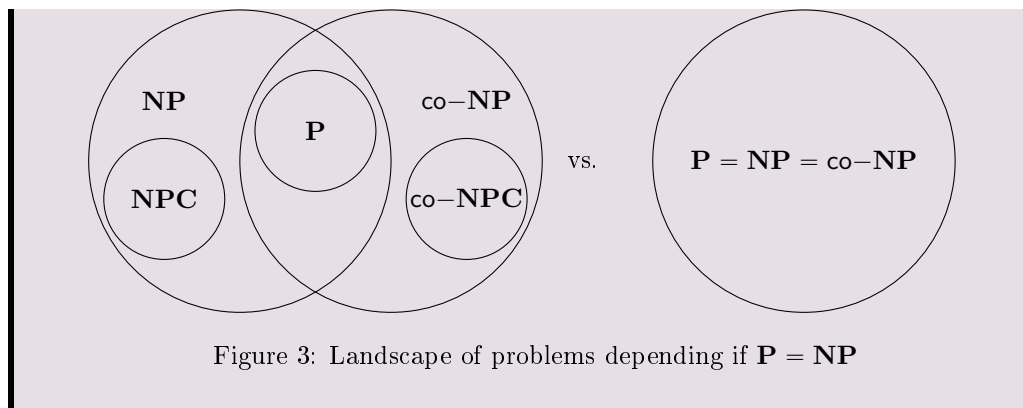 NP
P
co–NP
NPC
co–NPC
vs.
P = NP = co–NP
Figure 3: Landscape of problems depending if P = NP